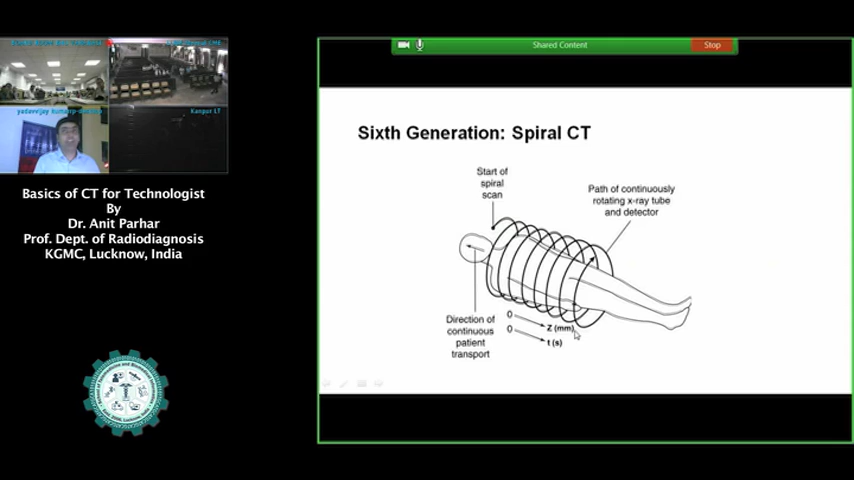 Shared Content
Stop
Kanpur LT
Basics of CT for Technologist
By
Dr. Anit Parhar
Prof. Dept. of Radiodiagnosis
KGMC, Lucknow, India
Sixth Generation: Spiral CT
Start of
spiral
scan
Path of continuously
rotating x-ray tube
and detector
Direction of
continuous
patient
transport
0
Z (mm)
0
t (s)